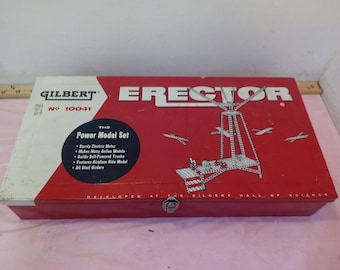 GILBERT
ERECTOR
®
No 10041
THE
Power Model Set
• Sturdy Electric Motor
• Makes Many Action Models
• Builds Self-Powered Trucks
• Features Airplane Ride Model
• All Steel Girders
DEVELOPED AT THE GILBERT HALL OF SCIENCE